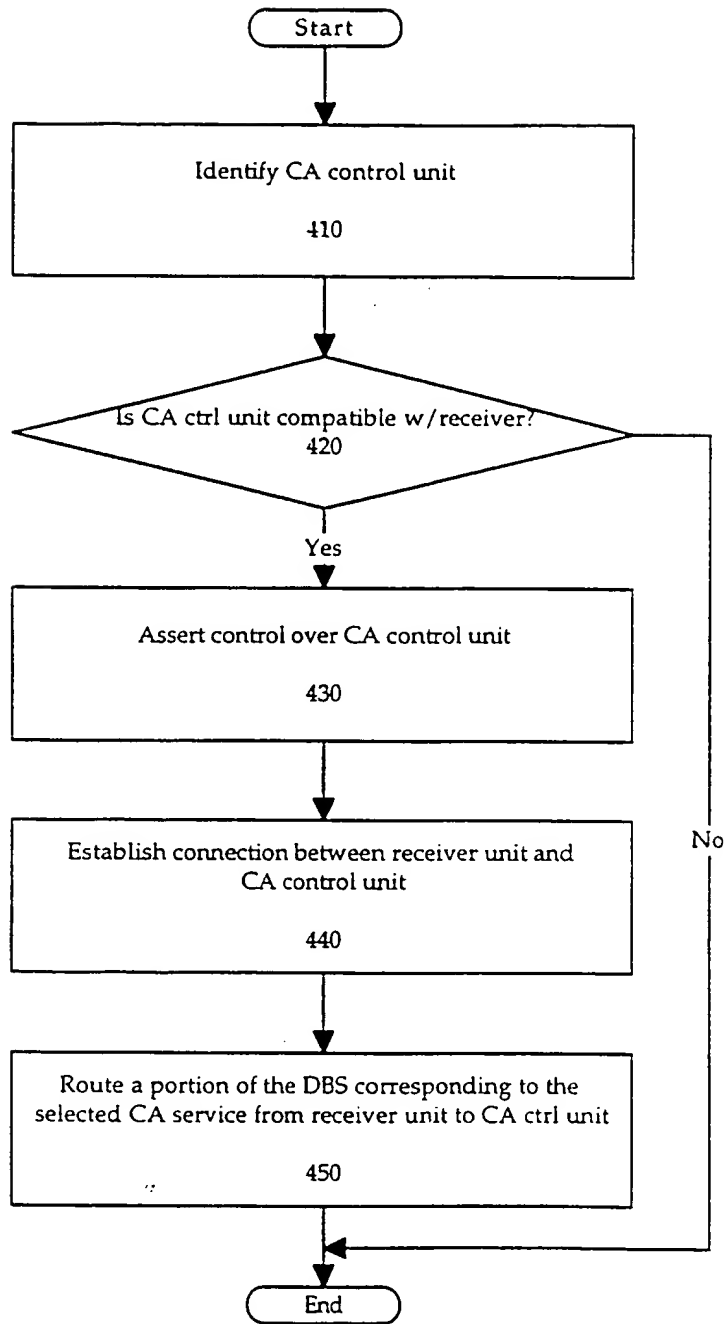 Start
Identify CA control unit
410
Is CA ctrl unit compatible w/receiver?
420
Yes
Assert control over CA control unit
430
Establish connection between receiver unit and
CA control unit
440
No
Route a portion of the DBS corresponding to the
selected CA service from receiver unit to CA ctrl unit
450
End